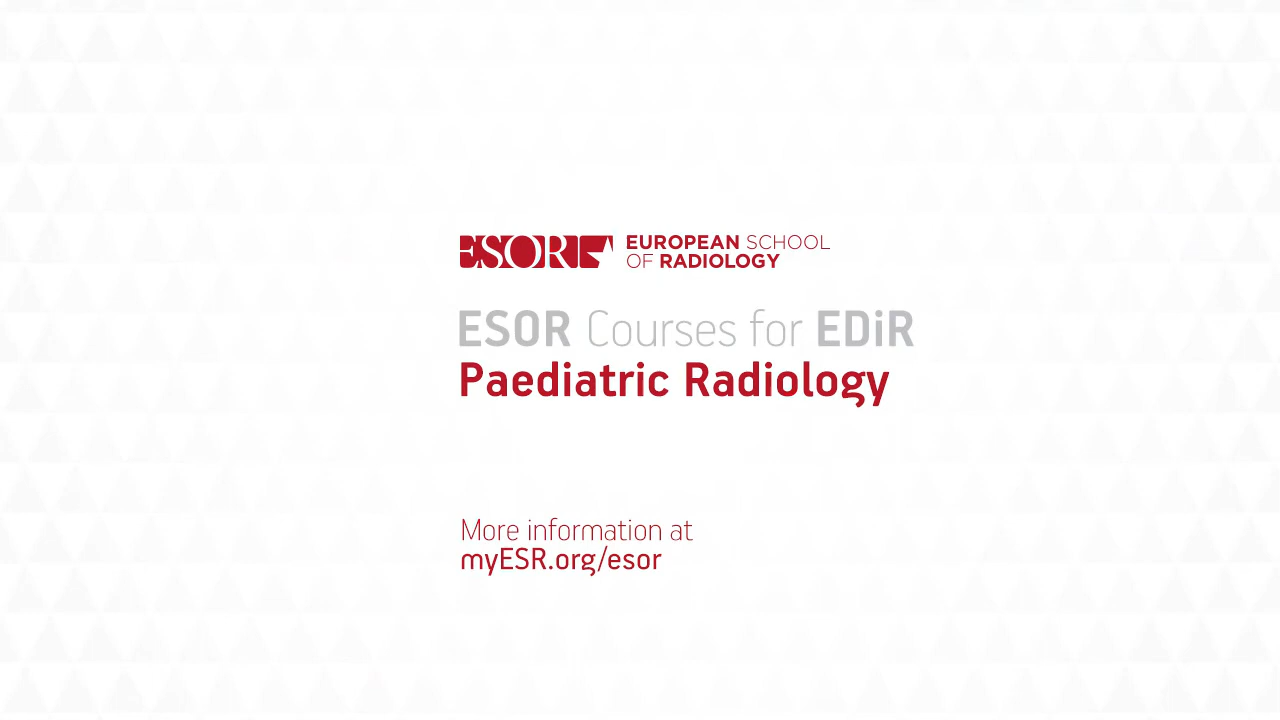 ESOR EUROPEAN SCHOOL
OF RADIOLOGY
ESOR Courses for EDiR
Paediatric Radiology
More information at
myESR.org/esor